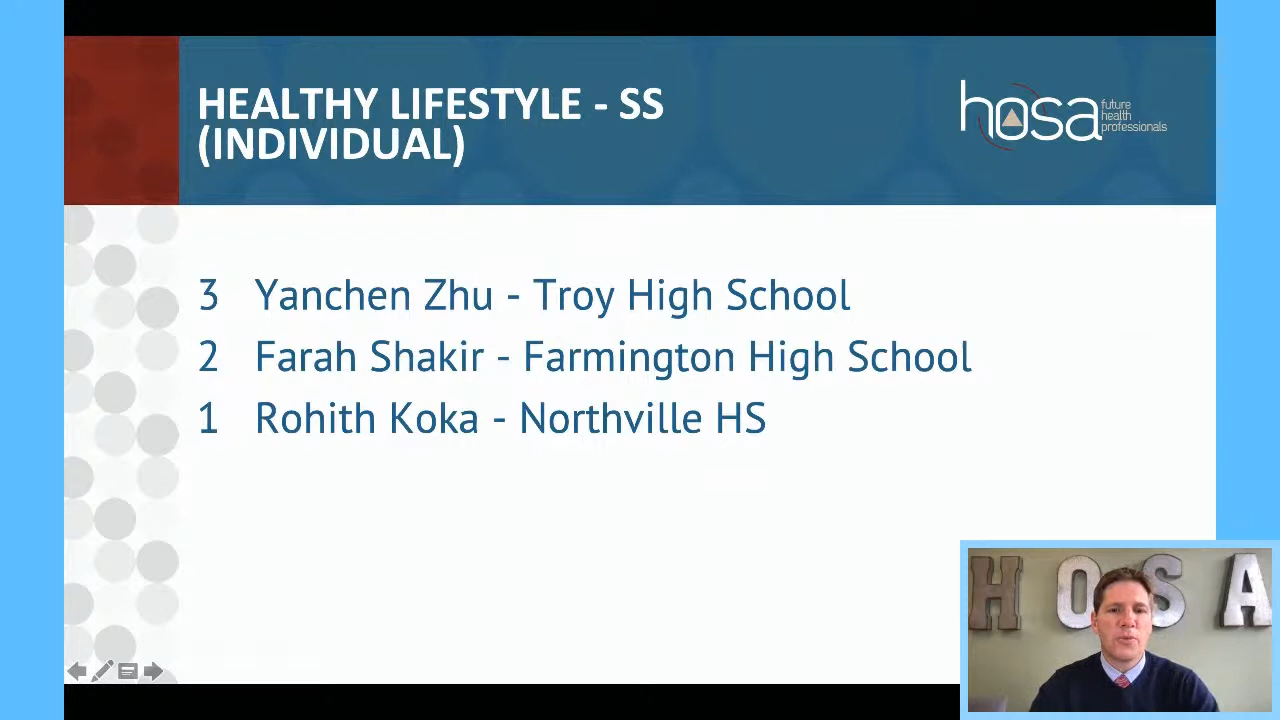 HEALTHY LIFESTYLE - SS
(INDIVIDUAL)
hosa
future
health
professionals
3 Yanchen Zhu - Troy High School
2 Farah Shakir - Farmington High School
1 Rohith Koka - Northville HS
HOSA